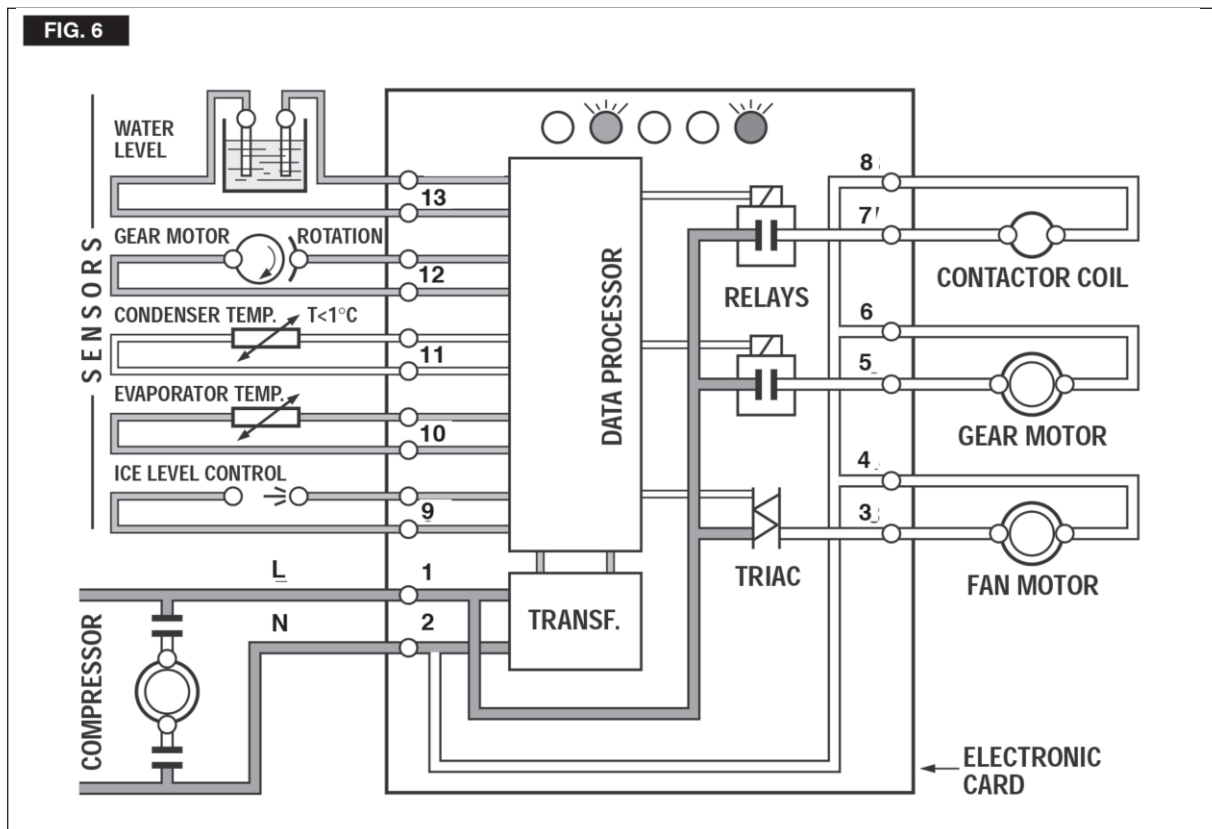 FIG. 6
WATER
LEVEL
13
GEAR MOTOR ROTATION
12
CONDENSER TEMP. T<1°C
11
EVAPORATOR TEMP.
10
ICE LEVEL CONTROL
9
SENSORS
DATA PROCESSOR
L
1
N
2
TRANSF.
COMPRESSOR
8
7
CONTACTOR COIL
RELAYS
6
5
GEAR MOTOR
4
3
TRIAC
FAN MOTOR
ELECTRONIC
CARD